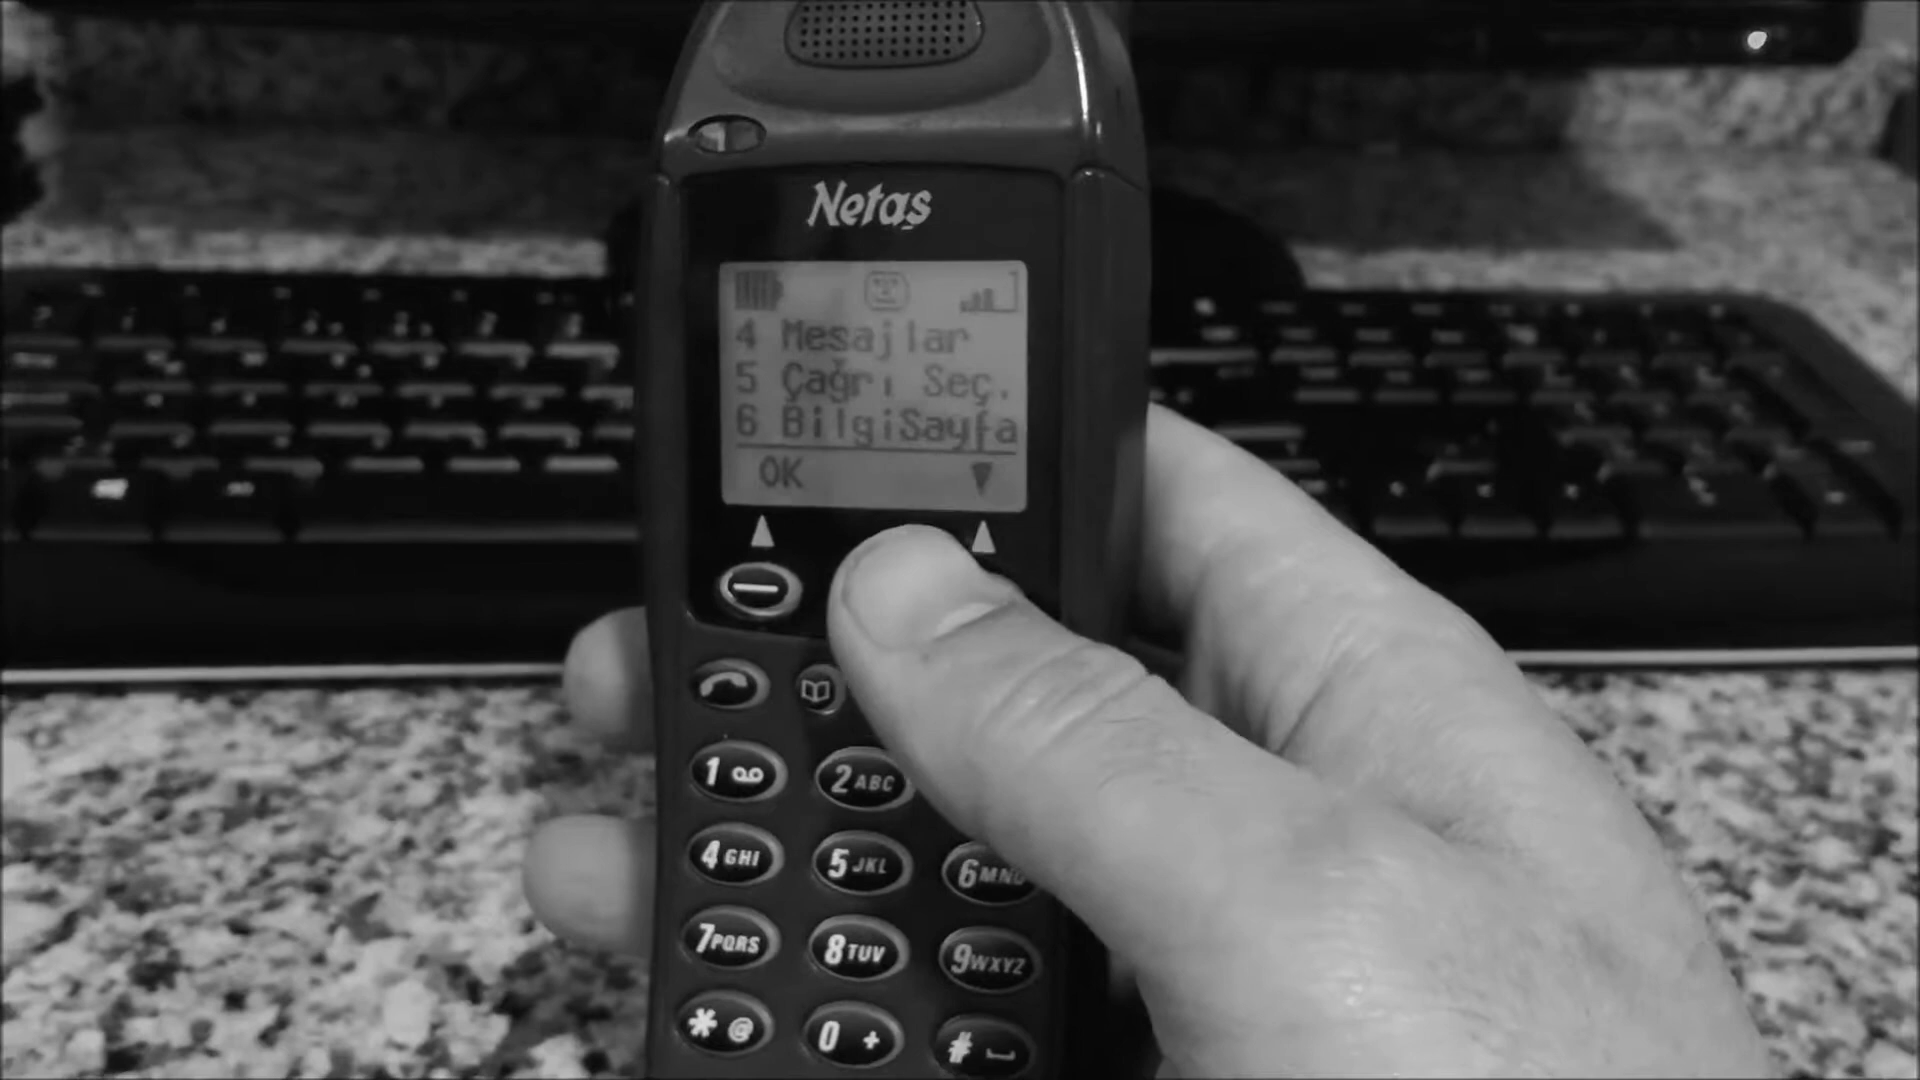 Netaş
4 Mesajlar
5 Çağrı Seç.
6 BilgiSayfa
OK
1
2 ABC
4 GHI
5 JKL
6 MNO
7 PQRS
8 TUV
9 WXYZ
* @
0 +
#